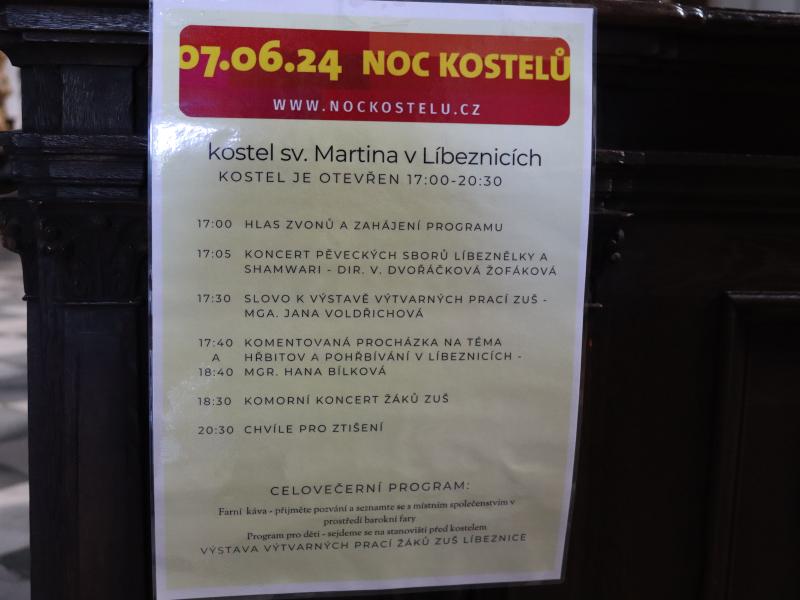 07.06.24 NOC KOSTELŮ
WWW.NOCKOSTELU.CZ
kostel sv. Martina v Líbeznicích
KOSTEL JE OTEVŘEN 17:00-20:30
17:00 HLAS ZVONŮ A ZAHÁJENÍ PROGRAMU
17:05 KONCERT PĚVECKÝCH SBORŮ LÍBEZNĚLKY A
SHAMWARI - DIR. V. DVOŘÁČKOVÁ ŽOFÁKOVÁ
17:30 SLOVO K VÝSTAVĚ VÝTVARNÝCH PRACÍ ZUŠ -
MGA. JANA VOLDŘICHOVÁ
17:40 KOMENTOVANÁ PROCHÁZKA NA TÉMA
A HŘBITOV A POHŘBÍVÁNÍ V LÍBEZNICÍCH -
18:40 MGR. HANA BÍLKOVÁ
18:30 KOMORNÍ KONCERT ŽÁKŮ ZUŠ
20:30 CHVÍLE PRO ZTIŠENÍ
CELOVEČERNÍ PROGRAM:
Farní káva - přijměte pozvání a seznamte se s místním společenstvím v
prostředí barokní fary
Program pro děti - sejdeme se na stanovišti před kostelem
VÝSTAVA VÝTVARNÝCH PRACÍ ŽÁKŮ ZUŠ LÍBEZNICE